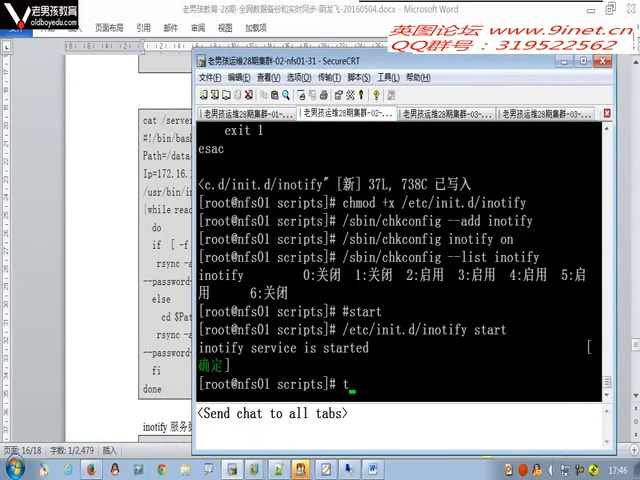 老男孩教育
oldboyedu.com
老男孩教育-28期-全网数据备份和实时同步-阴龙飞-20160504.docx - Microsoft Word
英图论坛 www.9inet.cn
QQ群号：319522562
文件
开始
插入
页面布局
引用
邮件
审阅
视图
加载项
老男孩运维28期集群-02-nfs01-31 - SecureCRT
文件(F) 编辑(E) 查看(V) 选项(O) 传输(T) 脚本(S) 工具(L) 帮助(H)
老男孩运维28期集群-01-...
老男孩运维28期集群-02-...
老男孩运维28期集群-03-...
老男孩运维28期集群-03-...
cat /server
#!/bin/bas
Path=/data
Ip=172.16.
/usr/bin/i
|while read
do
if [ -f
rsync -a
--password
else
cd $Pat
rsync -a
--password
fi
done
inotify 服务脚
exit 1
esac
<c.d/init.d/inotify" [新] 37L, 738C 已写入
[root@nfs01 scripts]# chmod +x /etc/init.d/inotify
[root@nfs01 scripts]# /sbin/chkconfig --add inotify
[root@nfs01 scripts]# /sbin/chkconfig inotify on
[root@nfs01 scripts]# /sbin/chkconfig --list inotify
inotify 0:关闭 1:关闭 2:启用 3:启用 4:启用 5:启
用 6:关闭
[root@nfs01 scripts]# #start
[root@nfs01 scripts]# /etc/init.d/inotify start
inotify service is started [
确定]
[root@nfs01 scripts]# t
<Send chat to all tabs>
页面: 16/18 字数: 1/2,479 插入
17:46